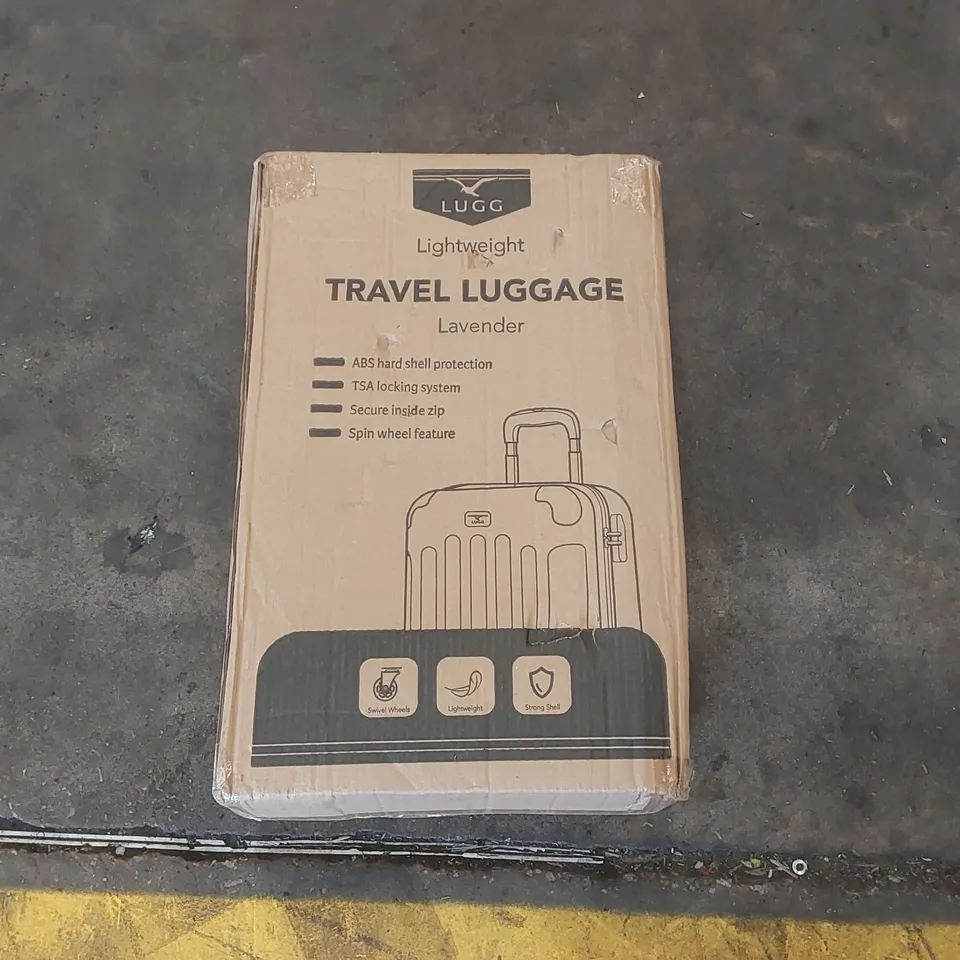 LUGG
Lightweight
TRAVEL LUGGAGE
Lavender
ABS hard shell protection
TSA locking system
Secure inside zip
Spin wheel feature
LUGG
Swivel Wheels
Lightweight
Strong Shell